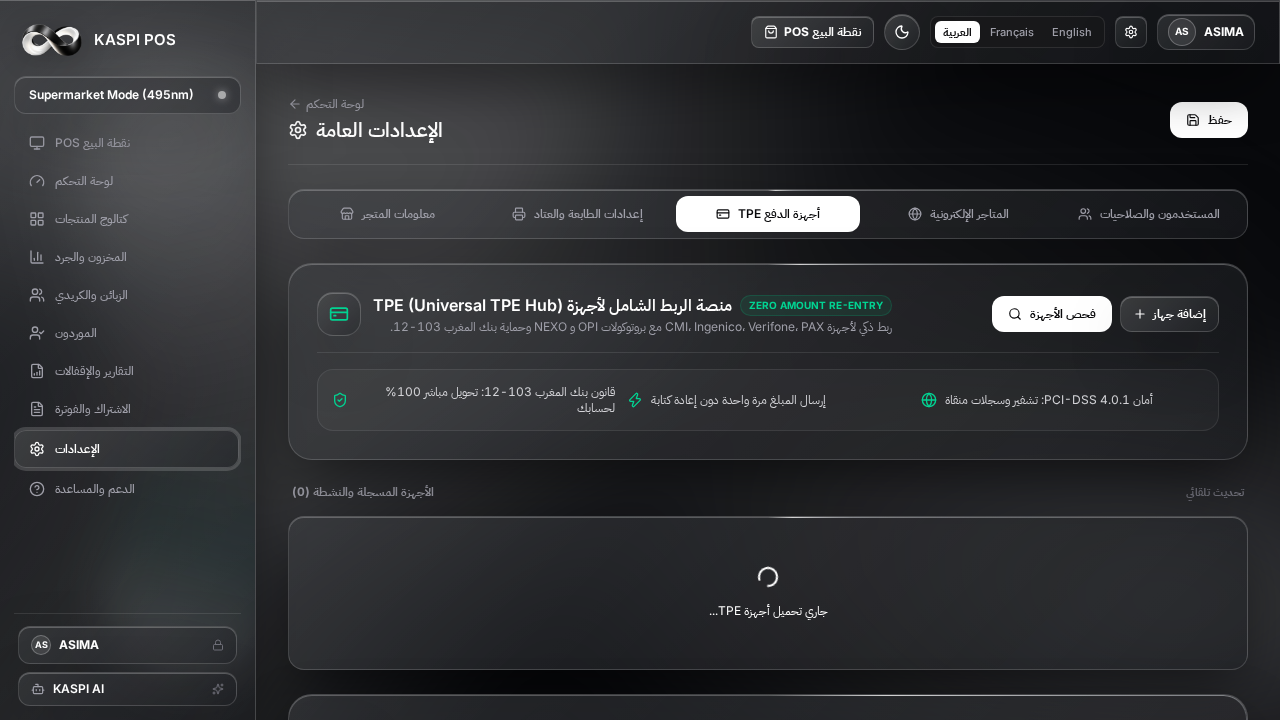 KASPI POS
Supermarket Mode (495nm)
نقطة البيع POS
لوحة التحكم
كتالوج المنتجات
المخزون والجرد
الزبائن والكريدي
الموردون
التقارير والإقفالات
الاشتراك والفوترة
الإعدادات
الدعم والمساعدة
AS ASIMA
KASPI AI
نقطة البيع POS
العربية
Français
English
AS ASIMA
لوحة التحكم
الإعدادات العامة
حفظ
معلومات المتجر
إعدادات الطابعة والعتاد
أجهزة الدفع TPE
المتاجر الإلكترونية
المستخدمون والصلاحيات
منصة الربط الشامل لأجهزة TPE (Universal TPE Hub)
ZERO AMOUNT RE-ENTRY
ربط ذكي لأجهزة CMI، Ingenico، Verifone، PAX مع بروتوكولات OPI و NEXO وحماية بنك المغرب 103-12.
فحص الأجهزة
إضافة جهاز
قانون بنك المغرب 103-12: تحويل مباشر 100%
لحسابك
إرسال المبلغ مرة واحدة دون إعادة كتابة
أمان PCI-DSS 4.0.1: تشفير وسجلات منقاة
الأجهزة المسجلة والنشطة (0)
تحديث تلقائي
جاري تحميل أجهزة TPE...